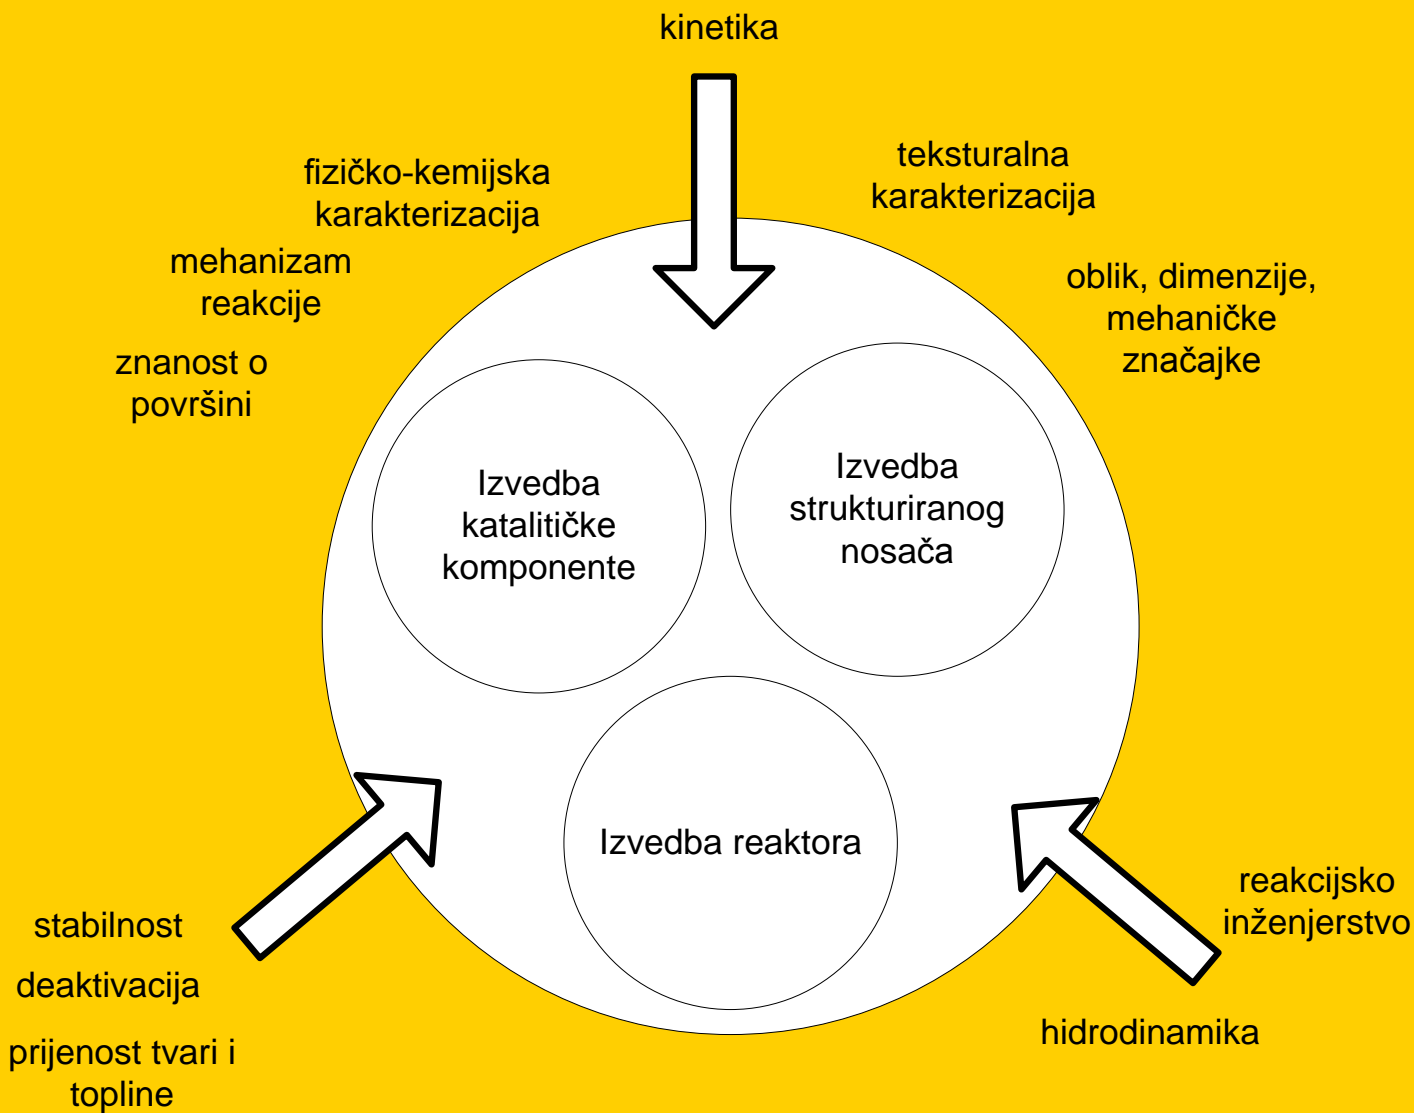 kinetika
fizičko-kemijska
karakterizacija
teksturalna
karakterizacija
mehanizam
reakcije
oblik, dimenzije,
mehaničke
značajke
znanost o
površini
Izvedba
katalitičke
komponente
Izvedba
strukturiranog
nosača
Izvedba reaktora
stabilnost
deaktivacija
prijenost tvari i
topline
reakcijsko
inženjerstvo
hidrodinamika